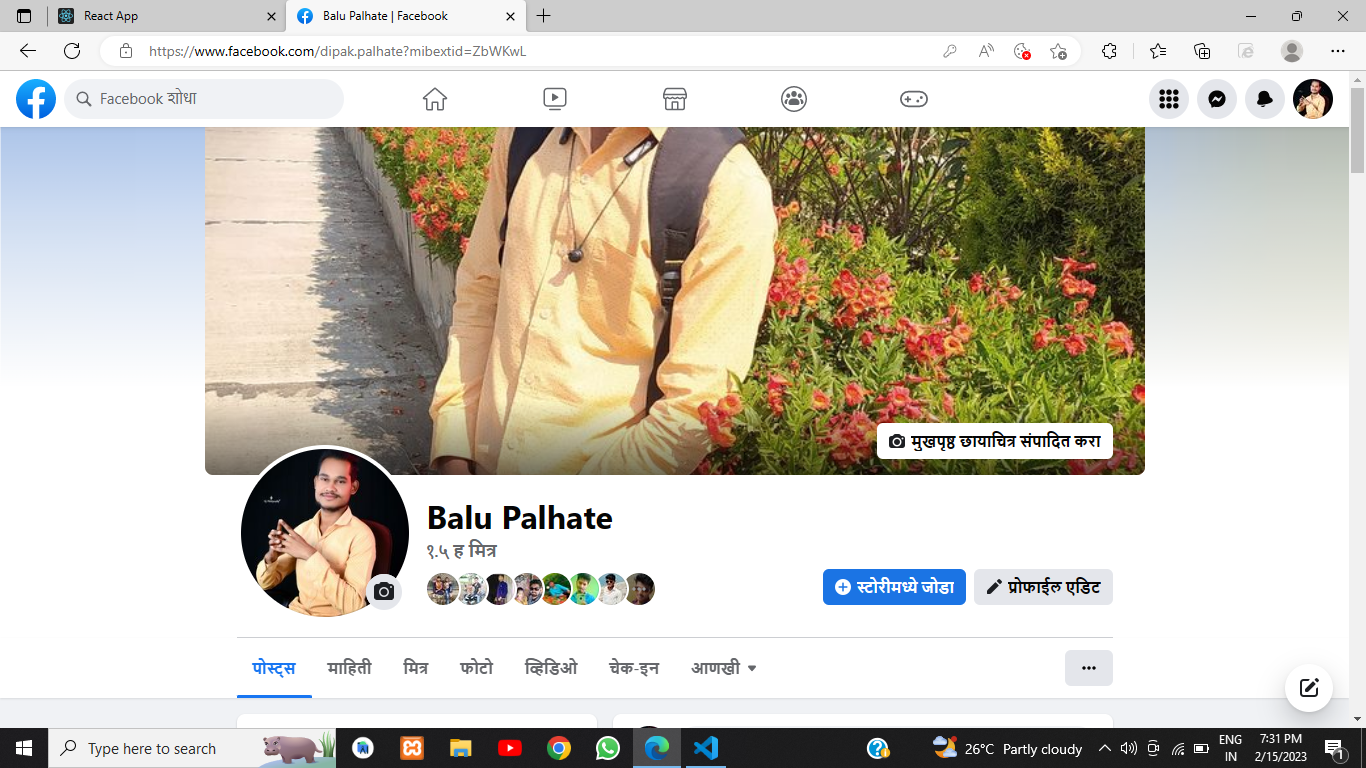 React App
Balu Palhate | Facebook
https://www.facebook.com/dipak.palhate?mibextid=ZbWKwL
Facebook शोधा
मुखपृष्ठ छायाचित्र संपादित करा
Balu Palhate
१.५ ह मित्र
स्टोरीमध्ये जोडा
प्रोफाईल एडिट
पोस्ट्स माहिती मित्र फोटो व्हिडिओ चेक-इन आणखी
Type here to search
26°C Partly cloudy
ENG
IN
7:31 PM
2/15/2023
1